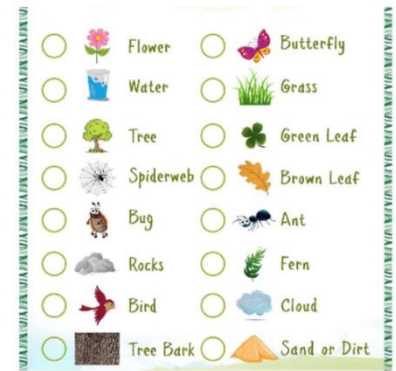 Flower
Butterfly
Water
Grass
Tree
Green Leaf
Spiderweb
Brown Leaf
Bug
Ant
Rocks
Fern
Bird
Cloud
Tree Bark
Sand or Dirt